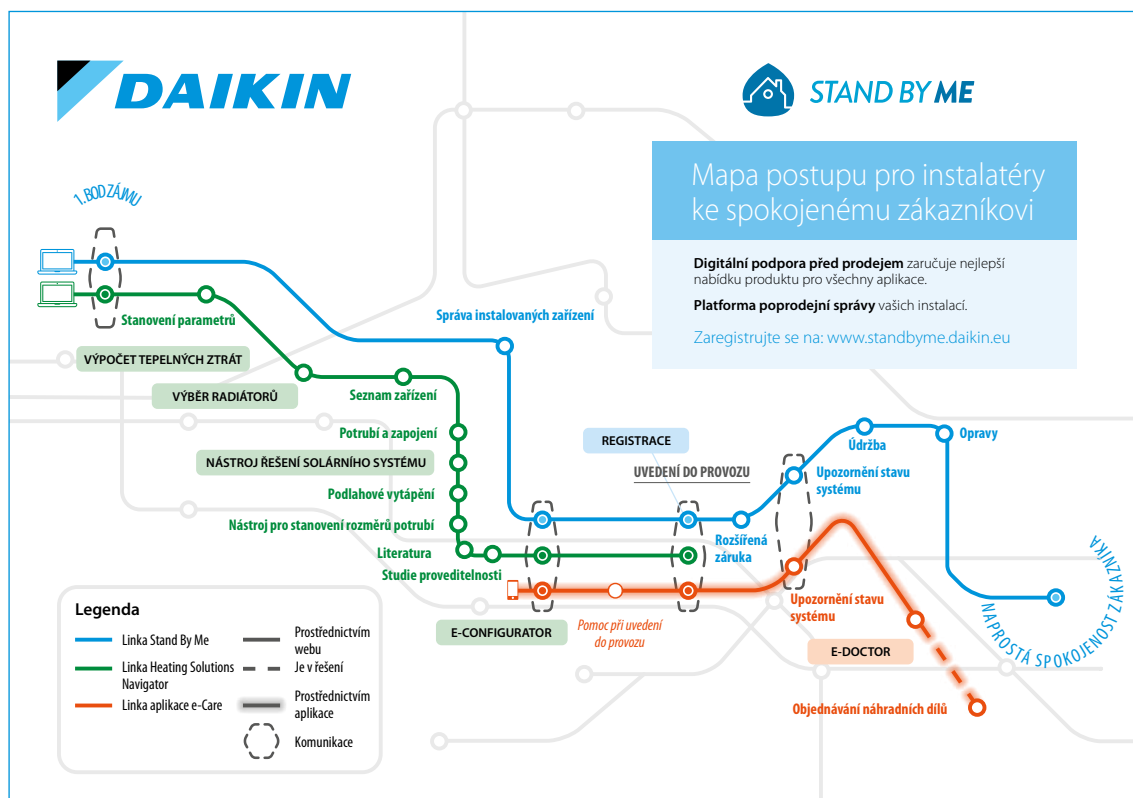 DAIKIN
STAND BY ME
Mapa postupu pro instalatéry
ke spokojenému zákazníkovi
Digitální podpora před prodejem zaručuje nejlepší
nabídku produktu pro všechny aplikace.
Platforma poprodejní správy vašich instalací.
Zaregistrujte se na: www.standbyme.daikin.eu
1. BOD ZÁJMU
Stanovení parametrů
Správa instalovaných zařízení
VÝPOČET TEPELNÝCH ZTRÁT
VÝBĚR RADIÁTORŮ
Seznam zařízení
Potrubí a zapojení
NÁSTROJ ŘEŠENÍ SOLÁRNÍHO SYSTÉMU
Podlahové vytápění
Nástroj pro stanovení rozměrů potrubí
Literatura
Studie proveditelnosti
REGISTRACE
UVEDENÍ DO PROVOZU
Údržba
Opravy
Upozornění stavu
systému
Rozšířená
záruka
Upozornění stavu
systému
E-CONFIGURATOR
Pomoc při uvedení
do provozu
E-DOCTOR
Objednávání náhradních dílů
NAPROSTÁ SPOKOJENOST ZÁKAZNÍKA
Legenda
Linka Stand By Me
Linka Heating Solutions
Navigator
Linka aplikace e-Care
Prostřednictvím
webu
Je v řešení
Prostřednictvím
aplikace
Komunikace